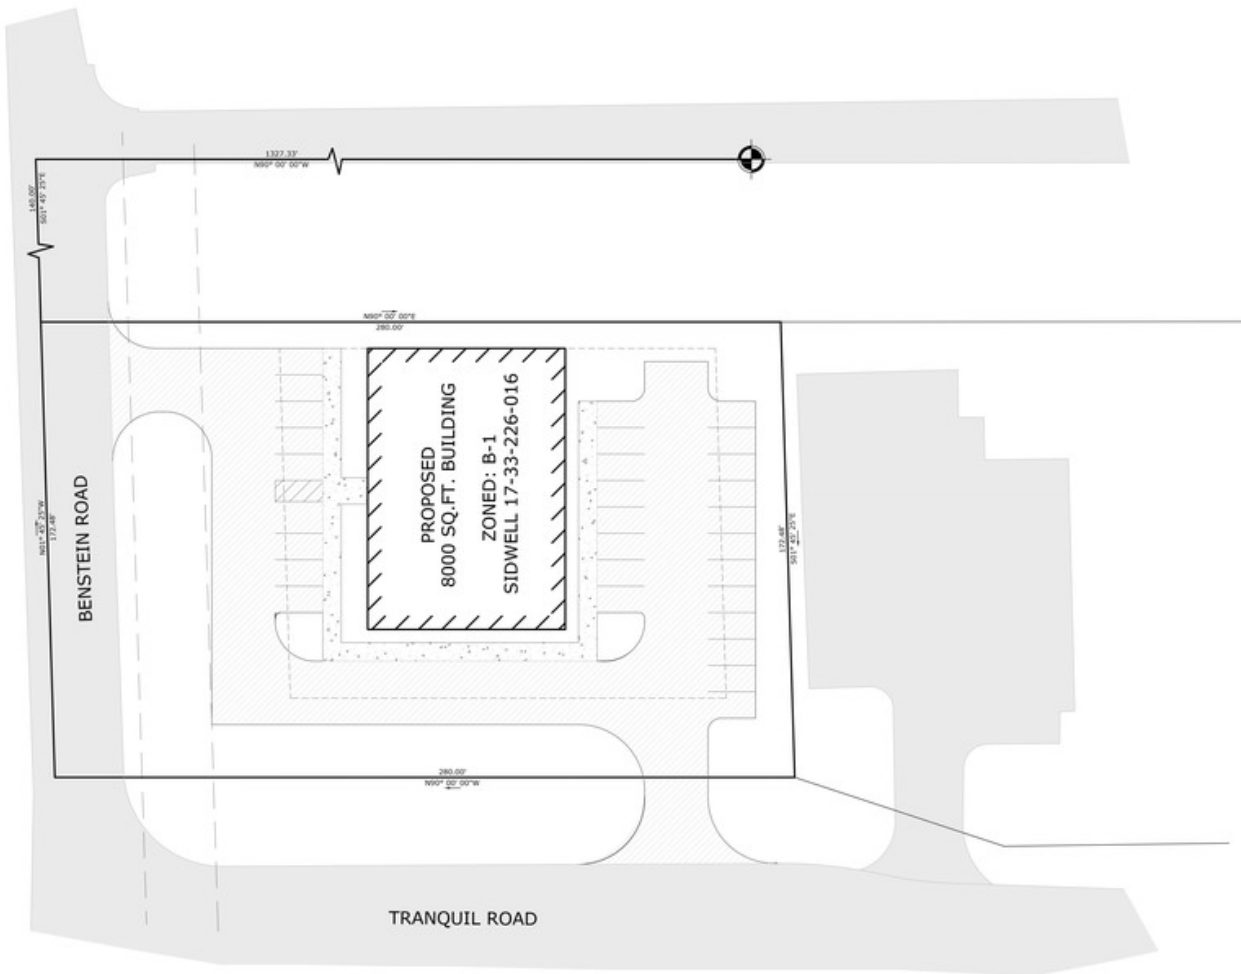 1327.33'
N90° 00' 00"W
140.00'
S01° 45' 25"E
N90° 00' 00"E
280.00'
PROPOSED
8000 SQ.FT. BUILDING
ZONED: B-1
SIDWELL 17-33-226-016
BENSTEIN ROAD
N01° 45' 25"W
172.48'
172.48'
S01° 45' 25"E
280.00'
N90° 00' 00"W
TRANQUIL ROAD